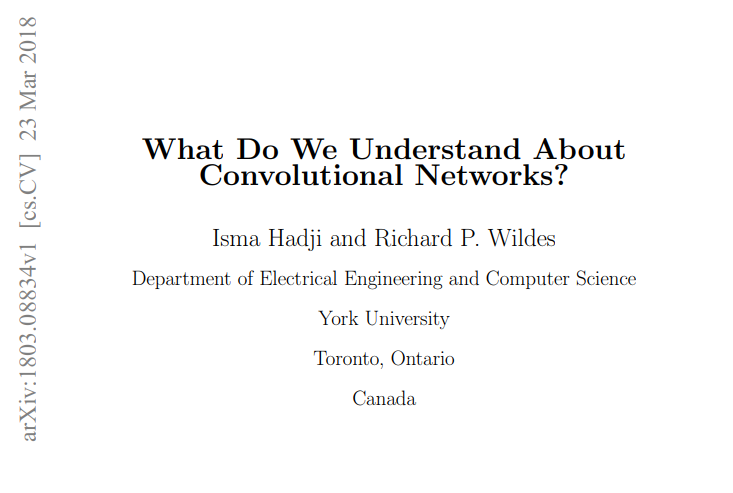 arXiv:1803.08834v1 [cs.CV] 23 Mar 2018
What Do We Understand About
Convolutional Networks?
Isma Hadji and Richard P. Wildes
Department of Electrical Engineering and Computer Science
York University
Toronto, Ontario
Canada